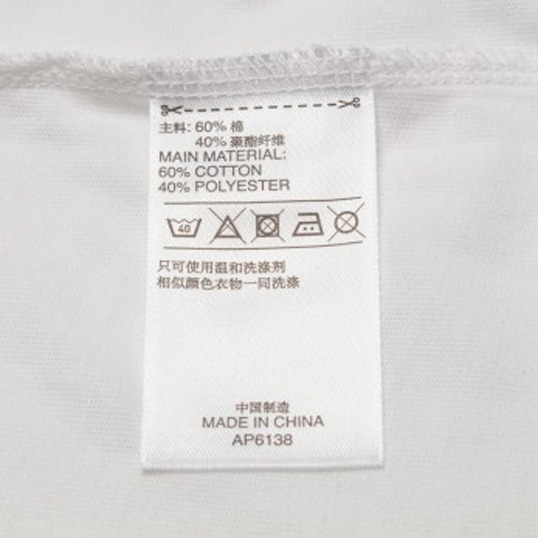 主料: 60% 棉
40% 聚酯纤维
MAIN MATERIAL:
60% COTTON
40% POLYESTER
40
只可使用温和洗涤剂
相似颜色衣物一同洗涤
中国制造
MADE IN CHINA
AP6138